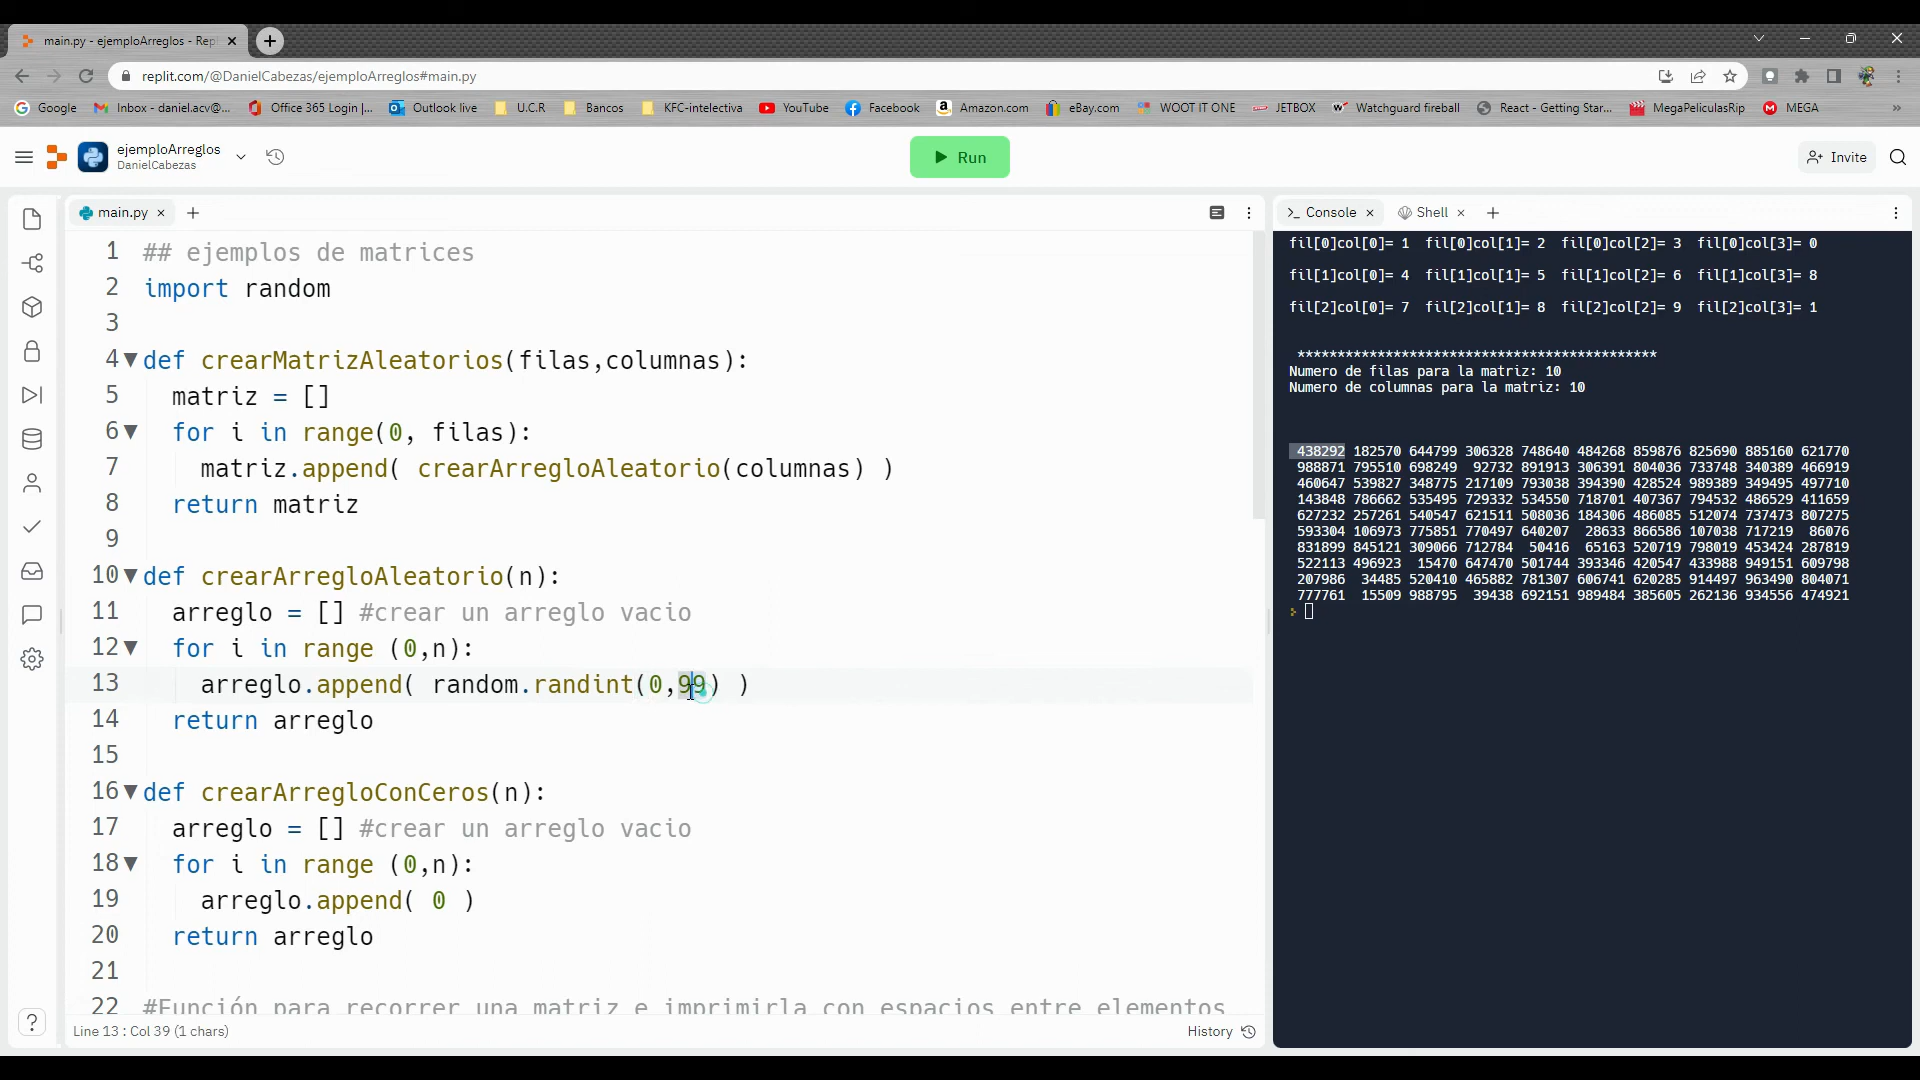 main.py - ejemploArreglos - Rep
replit.com/@DanielCabezas/ejemploArreglos#main.py
Google Inbox - daniel.acv@... Office 365 Login |... Outlook live U.C.R Bancos KFC-intelectiva YouTube Facebook Amazon.com eBay.com WOOT IT ONE JETBOX Watchguard fireball React - Getting Star... MegaPeliculasRip MEGA »
ejemploArreglos
DanielCabezas
Run
Invite
main.py
1 ## ejemplos de matrices
2 import random
3
4 def crearMatrizAleatorios(filas,columnas):
5 matriz = []
6 for i in range(0, filas):
7 matriz.append( crearArregloAleatorio(columnas) )
8 return matriz
9
10 def crearArregloAleatorio(n):
11 arreglo = [] #crear un arreglo vacio
12 for i in range (0,n):
13 arreglo.append( random.randint(0,99) )
14 return arreglo
15
16 def crearArregloConCeros(n):
17 arreglo = [] #crear un arreglo vacio
18 for i in range (0,n):
19 arreglo.append( 0 )
20 return arreglo
21
22 #Función para recorrer una matriz e imprimirla con espacios entre elementos
?
Line 13 : Col 39 (1 chars)
History
Console Shell
fil[0]col[0]= 1 fil[0]col[1]= 2 fil[0]col[2]= 3 fil[0]col[3]= 0
fil[1]col[0]= 4 fil[1]col[1]= 5 fil[1]col[2]= 6 fil[1]col[3]= 8
fil[2]col[0]= 7 fil[2]col[1]= 8 fil[2]col[2]= 9 fil[2]col[3]= 1
*********************************************
Numero de filas para la matriz: 10
Numero de columnas para la matriz: 10
438292 182570 644799 306328 748640 484268 859876 825690 885160 621770
988871 795510 698249 92732 891913 306391 804036 733748 340389 466919
460647 539827 348775 217109 793038 394390 428524 989389 349495 497710
143848 786662 535495 729332 534550 718701 407367 794532 486529 411659
627232 257261 540547 621511 508036 184306 486085 512074 737473 807275
593304 106973 775851 770497 640207 28633 866586 107038 717219 86076
831899 845121 309066 712784 50416 65163 520719 798019 453424 287819
522113 496923 15470 647470 501744 393346 420547 433988 949151 609798
207986 34485 520410 465882 781307 606741 620285 914497 963490 804071
777761 15509 988795 39438 692151 989484 385605 262136 934556 474921